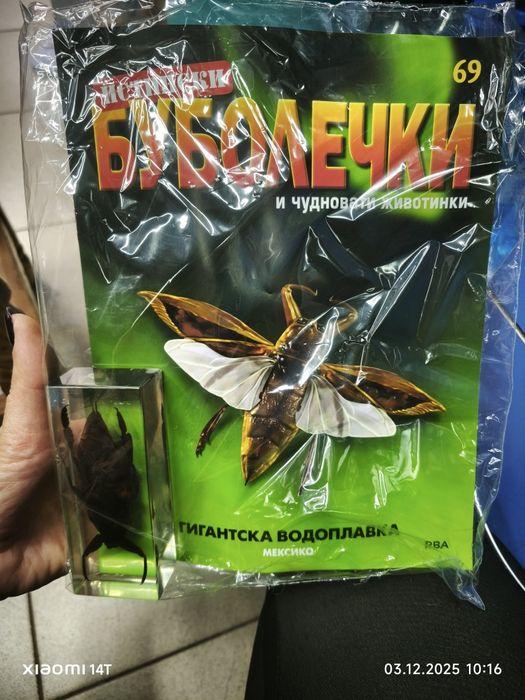 69
ИСТИНСКИ
БУБОЛЕЧКИ
и чудновати животинки
ГИГАНТСКА ВОДОПЛАВКА
МЕКСИКО
RBA
XIAOMI 14T
03.12.2025 10:16